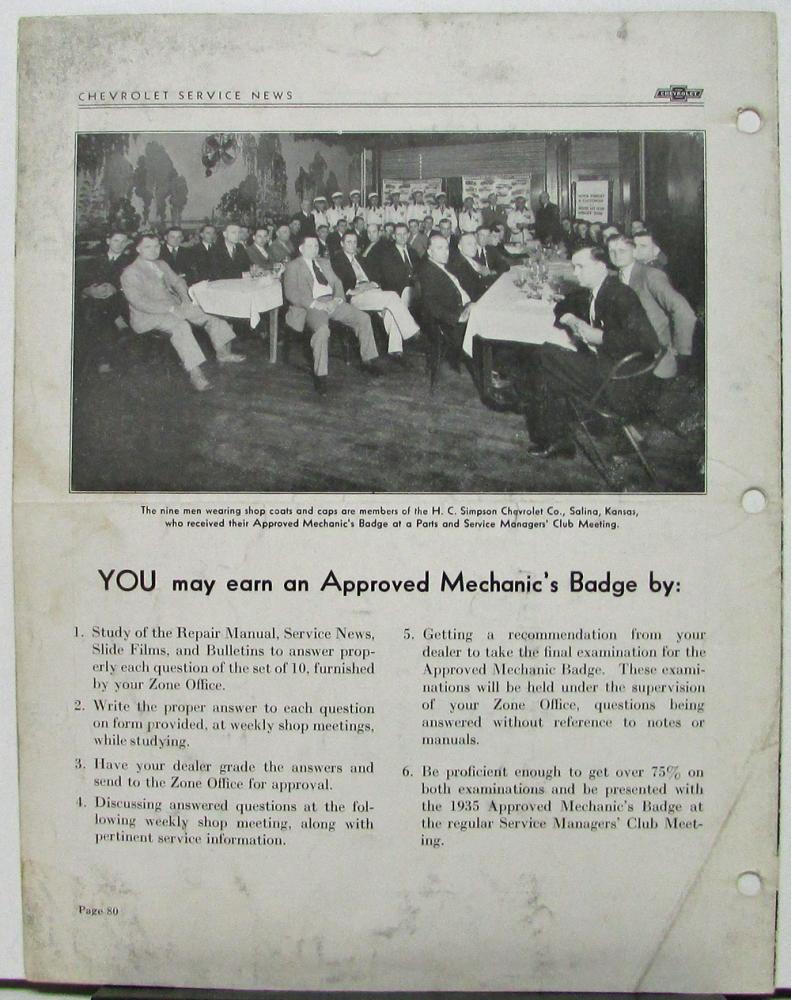 CHEVROLET SERVICE NEWS
CHEVROLET
The nine men wearing shop coats and caps are members of the H. C. Simpson Chevrolet Co., Salina, Kansas,
who received their Approved Mechanic's Badge at a Parts and Service Managers' Club Meeting.
YOU may earn an Approved Mechanic's Badge by:
1. Study of the Repair Manual, Service News,
Slide Films, and Bulletins to answer prop-
erly each question of the set of 10, furnished
by your Zone Office.
2. Write the proper answer to each question
on form provided, at weekly shop meetings,
while studying.
3. Have your dealer grade the answers and
send to the Zone Office for approval.
4. Discussing answered questions at the fol-
lowing weekly shop meeting, along with
pertinent service information.
5. Getting a recommendation from your
dealer to take the final examination for the
Approved Mechanic Badge. These exami-
nations will be held under the supervision
of your Zone Office, questions being
answered without reference to notes or
manuals.
6. Be proficient enough to get over 75% on
both examinations and be presented with
the 1935 Approved Mechanic's Badge at
the regular Service Managers' Club Meet-
ing.
Page 80